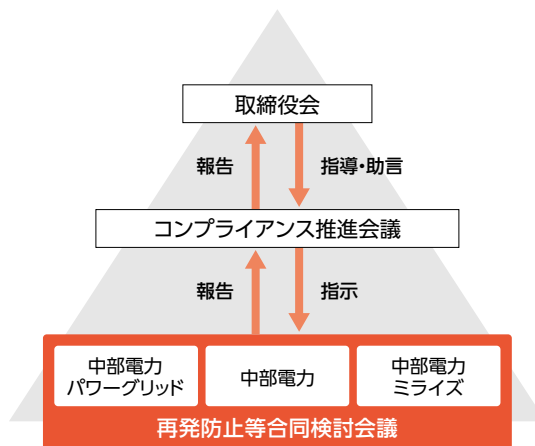 取締役会
報告
指導・助言
コンプライアンス推進会議
報告
指示
中部電力
パワーグリッド
中部電力
中部電力
ミライズ
再発防止等合同検討会議